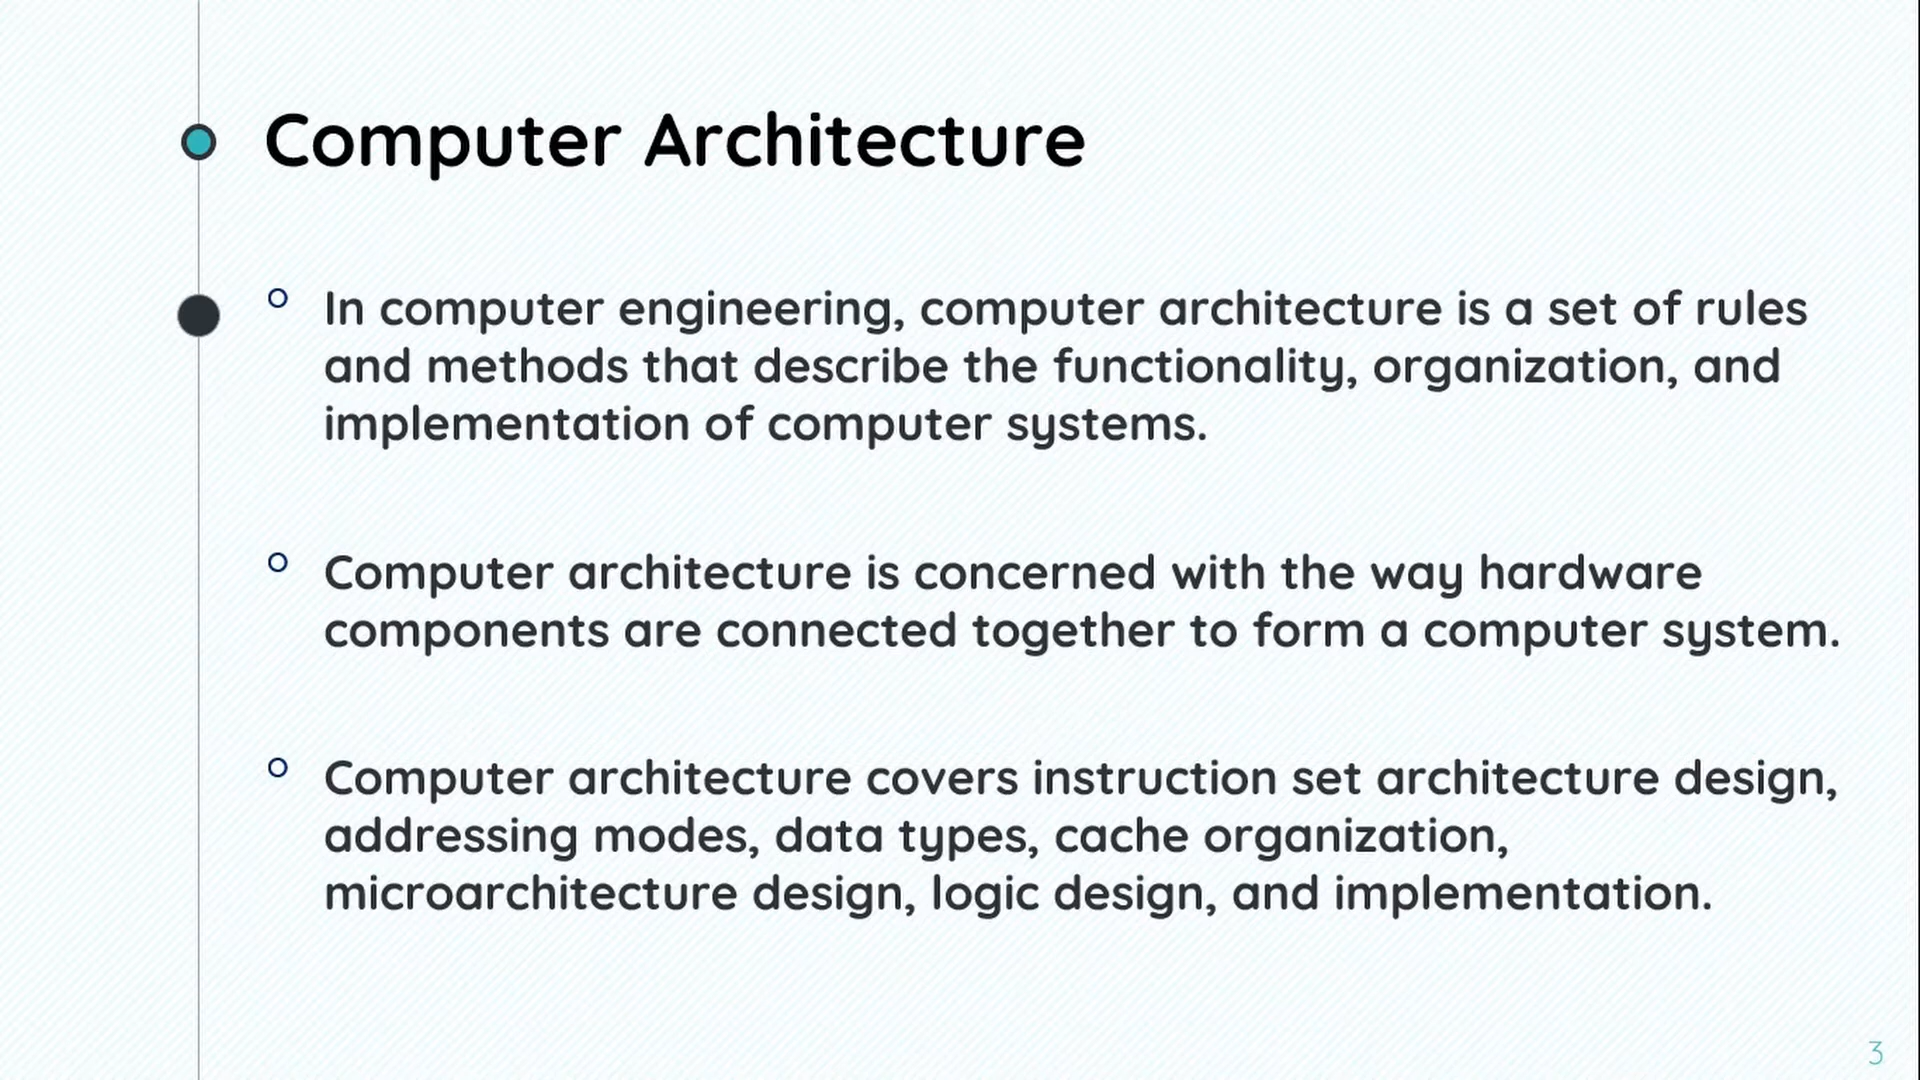 Computer Architecture
In computer engineering, computer architecture is a set of rules
and methods that describe the functionality, organization, and
implementation of computer systems.
Computer architecture is concerned with the way hardware
components are connected together to form a computer system.
Computer architecture covers instruction set architecture design,
addressing modes, data types, cache organization,
microarchitecture design, logic design, and implementation.
3